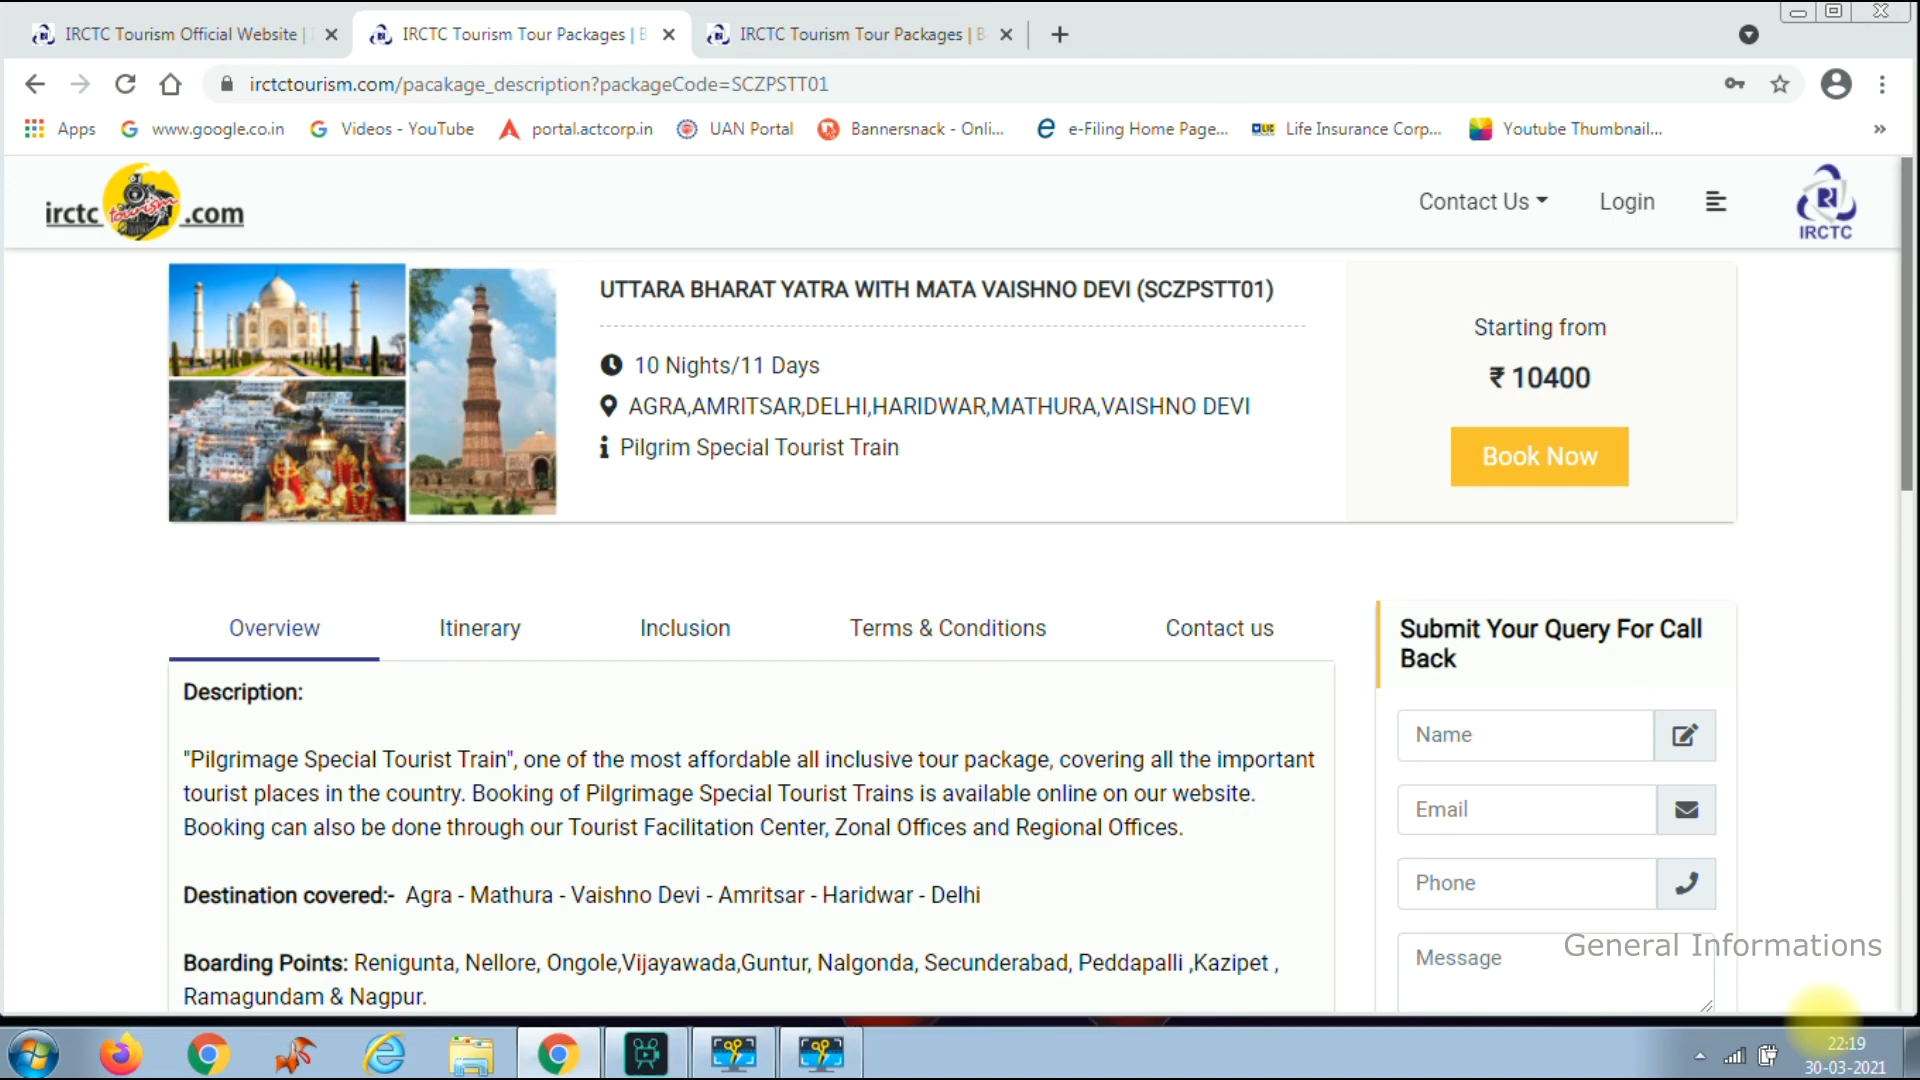 IRCTC Tourism Official Website |
IRCTC Tourism Tour Packages | B
IRCTC Tourism Tour Packages | B
irctctourism.com/pacakage_description?packageCode=SCZPSTT01
Apps
www.google.co.in
Videos - YouTube
portal.actcorp.in
UAN Portal
Bannersnack - Onli...
e-Filing Home Page...
Life Insurance Corp...
Youtube Thumbnail...
irctc tourism .com
Contact Us
Login
IRCTC
UTTARA BHARAT YATRA WITH MATA VAISHNO DEVI (SCZPSTT01)
10 Nights/11 Days
AGRA,AMRITSAR,DELHI,HARIDWAR,MATHURA,VAISHNO DEVI
Pilgrim Special Tourist Train
Starting from
₹ 10400
Book Now
Overview
Itinerary
Inclusion
Terms & Conditions
Contact us
Description:
"Pilgrimage Special Tourist Train", one of the most affordable all inclusive tour package, covering all the important
tourist places in the country. Booking of Pilgrimage Special Tourist Trains is available online on our website.
Booking can also be done through our Tourist Facilitation Center, Zonal Offices and Regional Offices.
Destination covered:- Agra - Mathura - Vaishno Devi - Amritsar - Haridwar - Delhi
Boarding Points: Renigunta, Nellore, Ongole,Vijayawada,Guntur, Nalgonda, Secunderabad, Peddapalli ,Kazipet ,
Ramagundam & Nagpur.
Submit Your Query For Call
Back
Name
Email
Phone
Message
General Informations
22:19
30-03-2021